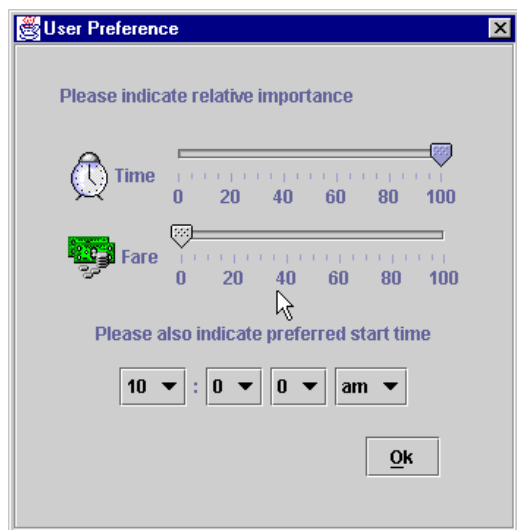 User Preference
Please indicate relative importance
Time
0 20 40 60 80 100
Fare
0 20 40 60 80 100
Please also indicate preferred start time
10 : 0 0 am
Ok